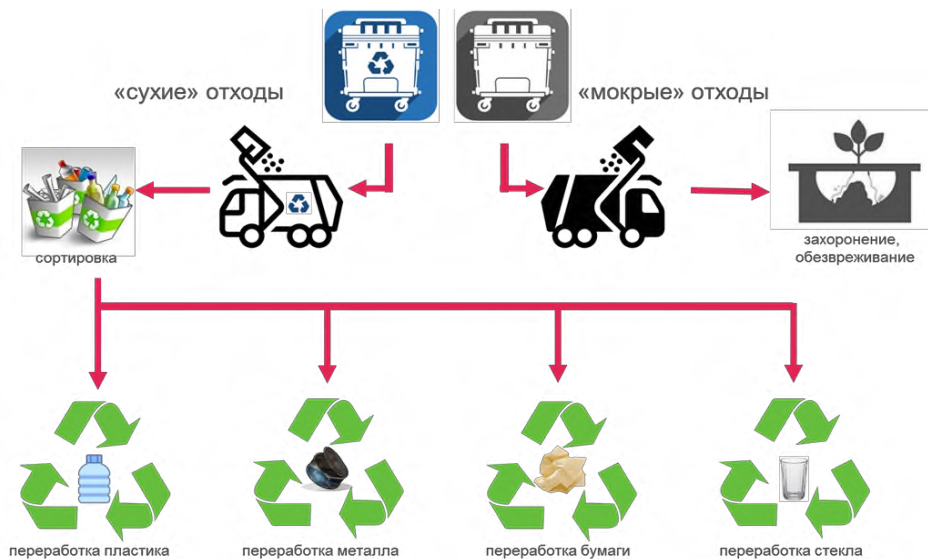 «сухие» отходы
«мокрые» отходы
сортировка
захоронение,
обезвреживание
переработка пластика
переработка металла
переработка бумаги
переработка стекла